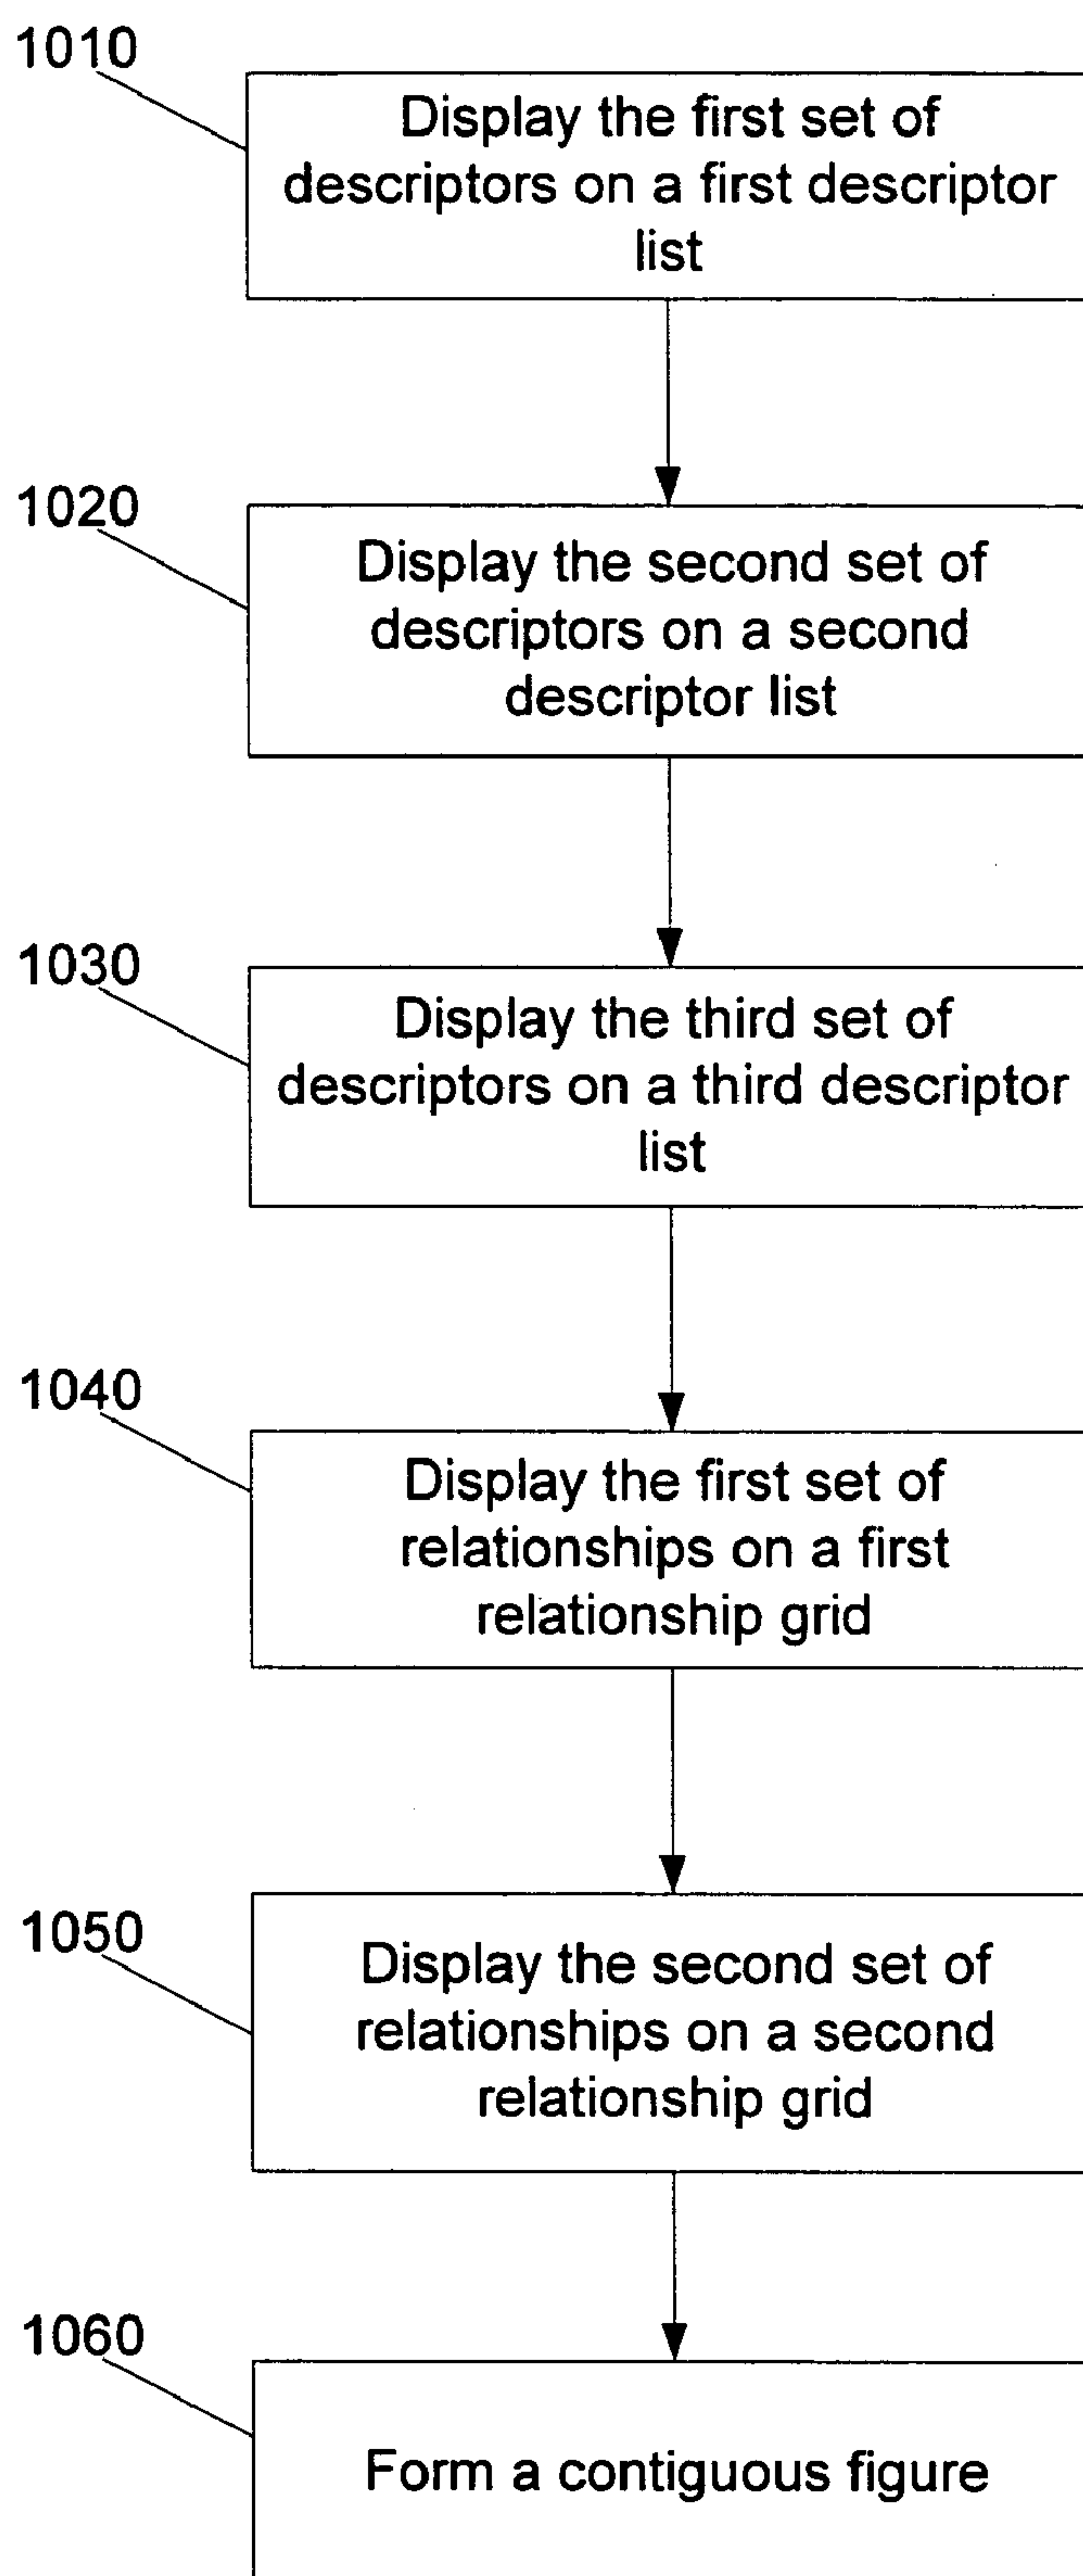 1010
Display the first set of
descriptors on a first descriptor
list
1020
Display the second set of
descriptors on a second
descriptor list
1030
Display the third set of
descriptors on a third descriptor
list
1040
Display the first set of
relationships on a first
relationship grid
1050
Display the second set of
relationships on a second
relationship grid
1060
Form a contiguous figure